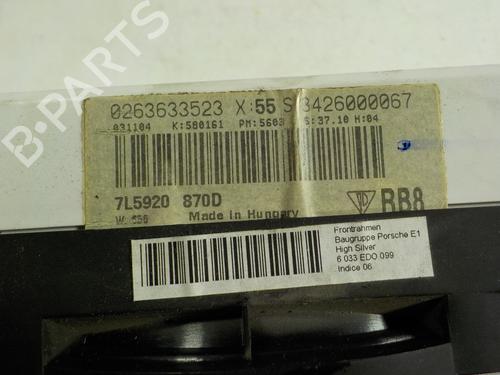 0263633523 X:55 S 3426000067
031104 K:580161 PM:5603 S:37.10 H:04
7L5920 870D
W: 556 Made in Hungary
RB8
Frontrahmen
Baugruppe Porsche E1
High Silver
6 033 EDO 099
Indice 06
B-PARTS